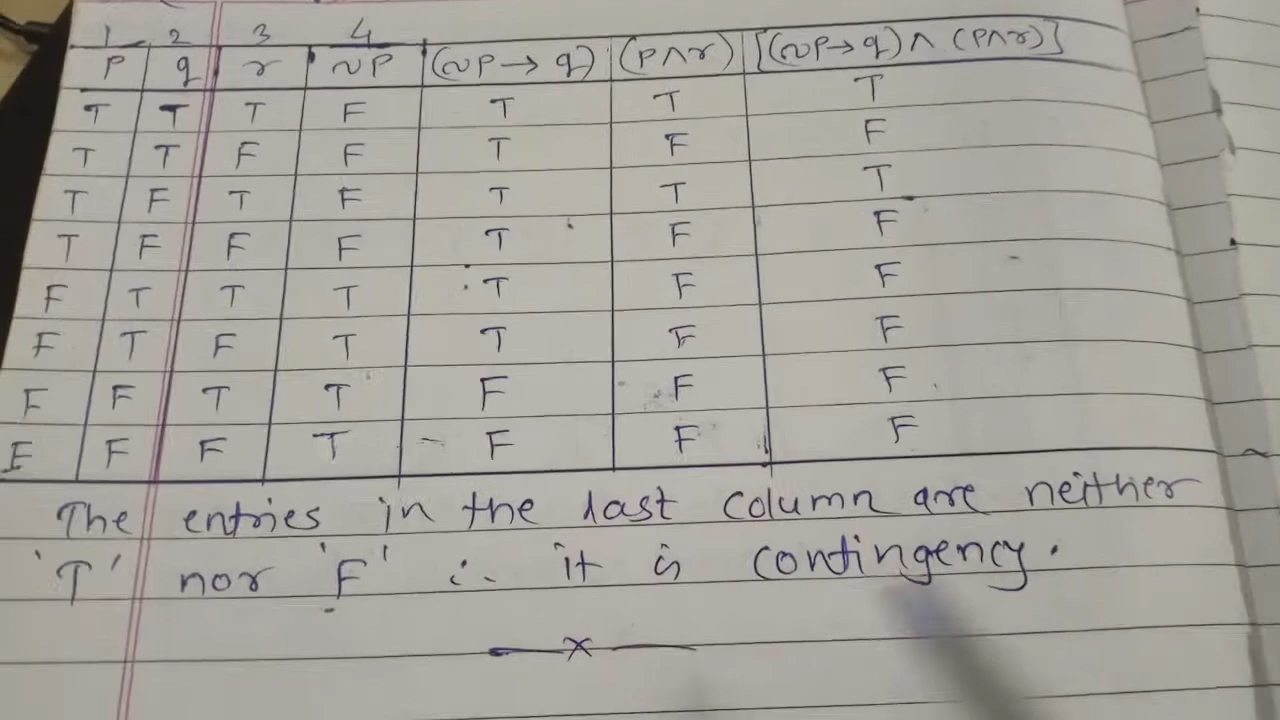 1 2 3 4
p q r ~p (~p → q) (p∧r) [(~p→q) ∧ (p∧r)]
T T T F T T T
T T F F T F F
T F T F T T T
T F F F T F F
F T T T T F F
F T F T T F F
F F T T F F F
F F F T F F F
The entries in the last column are neither
'T' nor 'F' ∴ it is contingency.
x